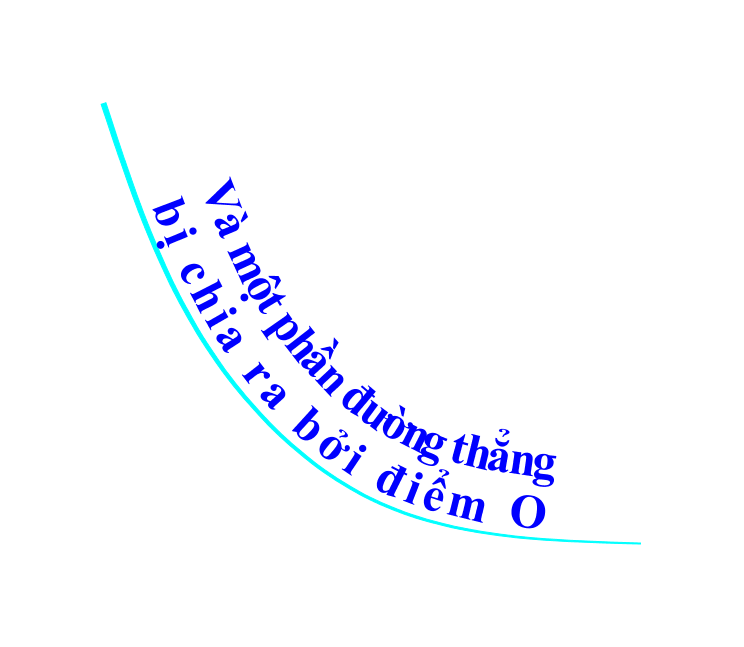 Và một phần đường thẳng
bị chia ra bởi điểm O